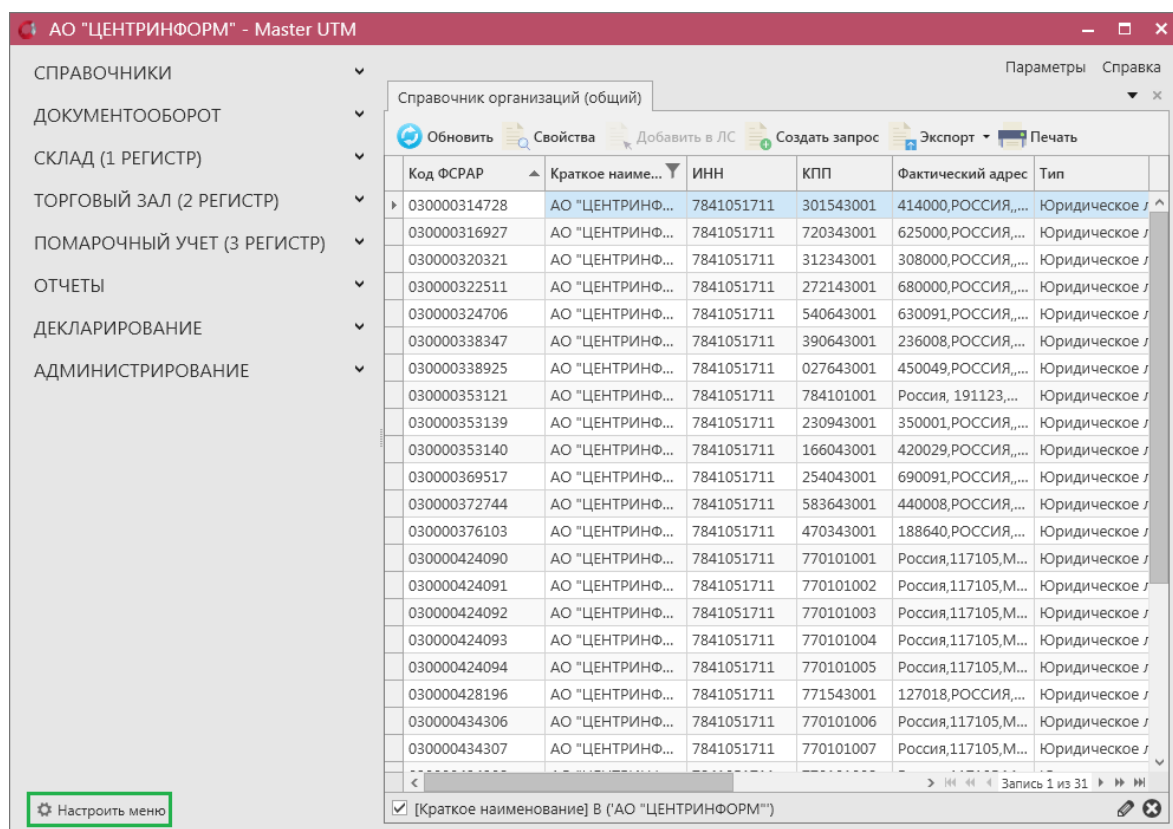 АО "ЦЕНТРИНФОРМ" - Master UTM
Параметры Справка
СПРАВОЧНИКИ
ДОКУМЕНТООБОРОТ
СКЛАД (1 РЕГИСТР)
ТОРГОВЫЙ ЗАЛ (2 РЕГИСТР)
ПОМАРОЧНЫЙ УЧЕТ (3 РЕГИСТР)
ОТЧЕТЫ
ДЕКЛАРИРОВАНИЕ
АДМИНИСТРИРОВАНИЕ
Настроить меню
Справочник организаций (общий)
Обновить Свойства Добавить в ЛС Создать запрос Экспорт Печать
Код ФСРАР Краткое наиме... ИНН КПП Фактический адрес Тип
030000314728 АО "ЦЕНТРИНФ... 7841051711 301543001 414000,РОССИЯ,,... Юридическое л
030000316927 АО "ЦЕНТРИНФ... 7841051711 720343001 625000,РОССИЯ,... Юридическое л
030000320321 АО "ЦЕНТРИНФ... 7841051711 312343001 308000,РОССИЯ,,... Юридическое л
030000322511 АО "ЦЕНТРИНФ... 7841051711 272143001 680000,РОССИЯ,,... Юридическое л
030000324706 АО "ЦЕНТРИНФ... 7841051711 540643001 630091,РОССИЯ,,... Юридическое л
030000338347 АО "ЦЕНТРИНФ... 7841051711 390643001 236008,РОССИЯ,,... Юридическое л
030000338925 АО "ЦЕНТРИНФ... 7841051711 027643001 450049,РОССИЯ,,... Юридическое л
030000353121 АО "ЦЕНТРИНФ... 7841051711 784101001 Россия, 191123,... Юридическое л
030000353139 АО "ЦЕНТРИНФ... 7841051711 230943001 350001,РОССИЯ,,... Юридическое л
030000353140 АО "ЦЕНТРИНФ... 7841051711 166043001 420029,РОССИЯ,,... Юридическое л
030000369517 АО "ЦЕНТРИНФ... 7841051711 254043001 690091,РОССИЯ,,... Юридическое л
030000372744 АО "ЦЕНТРИНФ... 7841051711 583643001 440008,РОССИЯ,... Юридическое л
030000376103 АО "ЦЕНТРИНФ... 7841051711 470343001 188640,РОССИЯ,... Юридическое л
030000424090 АО "ЦЕНТРИНФ... 7841051711 770101001 Россия,117105,М... Юридическое л
030000424091 АО "ЦЕНТРИНФ... 7841051711 770101002 Россия,117105,М... Юридическое л
030000424092 АО "ЦЕНТРИНФ... 7841051711 770101003 Россия,117105,М... Юридическое л
030000424093 АО "ЦЕНТРИНФ... 7841051711 770101004 Россия,117105,М... Юридическое л
030000424094 АО "ЦЕНТРИНФ... 7841051711 770101005 Россия,117105,М... Юридическое л
030000428196 АО "ЦЕНТРИНФ... 7841051711 771543001 127018,РОССИЯ,... Юридическое л
030000434306 АО "ЦЕНТРИНФ... 7841051711 770101006 Россия,117105,М... Юридическое л
030000434307 АО "ЦЕНТРИНФ... 7841051711 770101007 Россия,117105,М... Юридическое л
Запись 1 из 31
[Краткое наименование] В ('АО "ЦЕНТРИНФОРМ"')